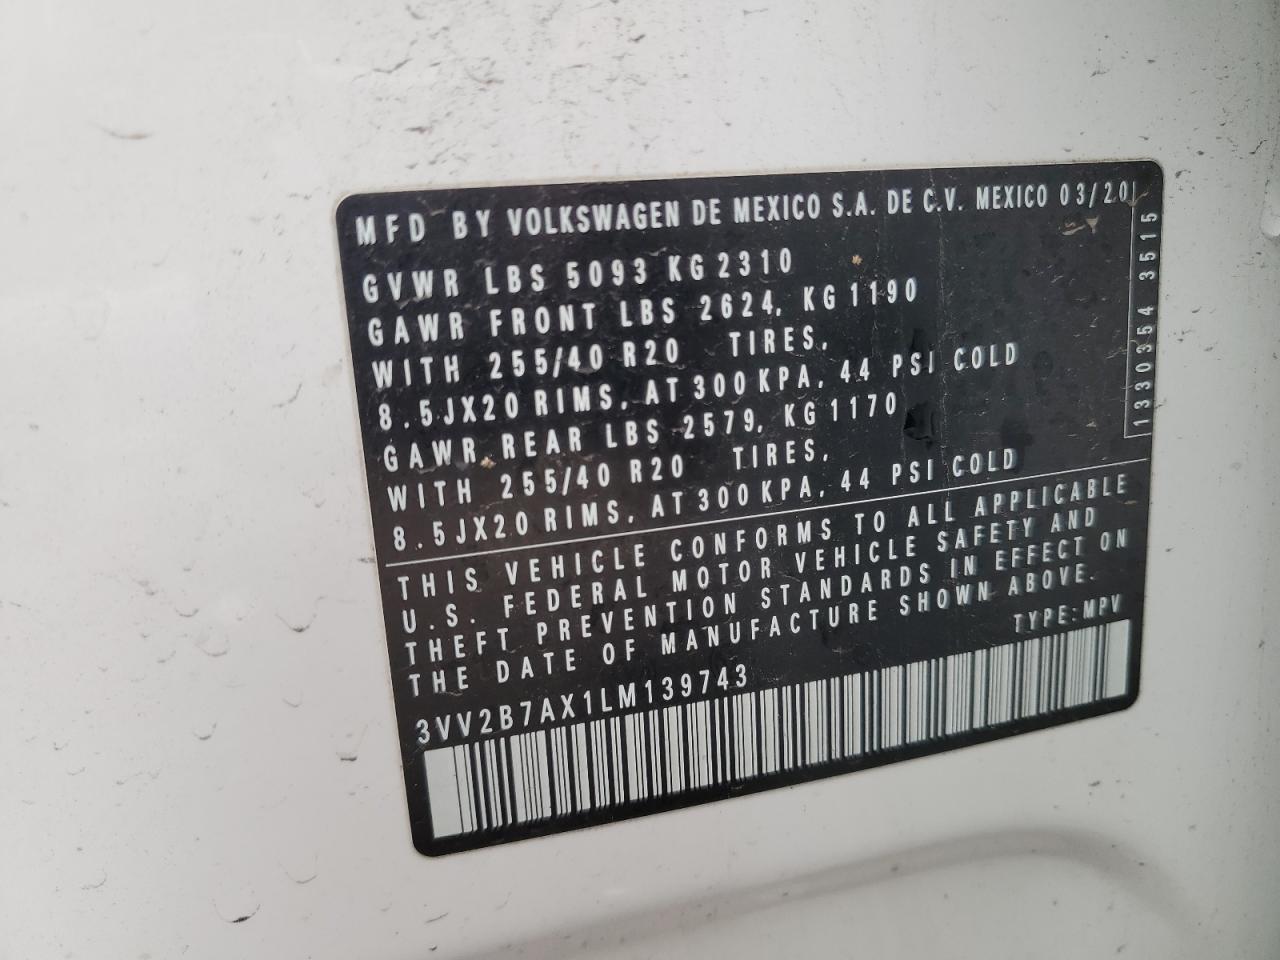 MFD BY VOLKSWAGEN DE MEXICO S.A. DE C.V. MEXICO 03/20
GVWR LBS 5093 KG 2310
GAWR FRONT LBS 2624, KG 1190
WITH 255/40 R20 TIRES,
8.5JX20 RIMS, AT 300 KPA, 44 PSI COLD
GAWR REAR LBS 2579, KG 1170
WITH 255/40 R20 TIRES,
8.5JX20 RIMS, AT 300 KPA, 44 PSI COLD
1330354 3515
THIS VEHICLE CONFORMS TO ALL APPLICABLE
U.S. FEDERAL MOTOR VEHICLE SAFETY AND
THEFT PREVENTION STANDARDS IN EFFECT ON
THE DATE OF MANUFACTURE SHOWN ABOVE.
TYPE: MPV
3VV2B7AX1LM139743